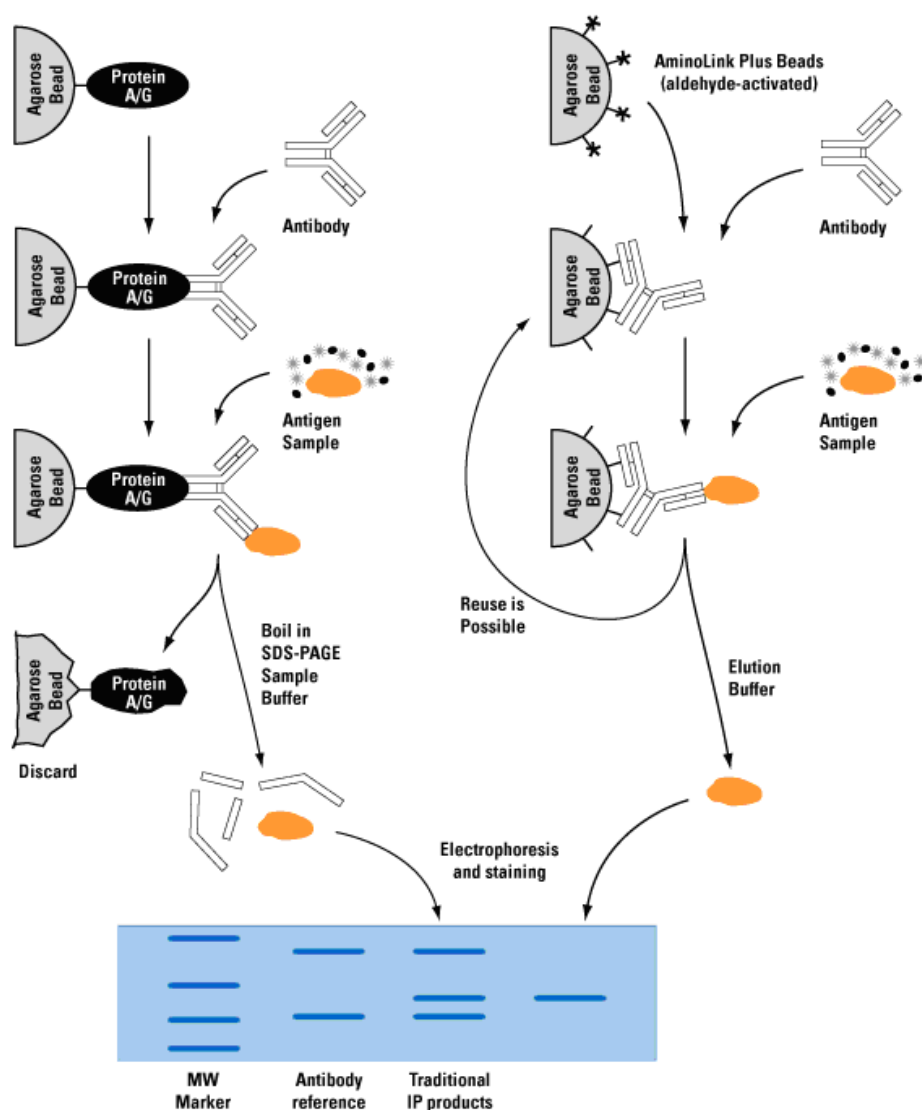 Agarose
Bead
Protein
A/G
AminoLink Plus Beads
(aldehyde-activated)
Agarose
Bead
Antibody
Antibody
Agarose
Bead
Protein
A/G
Agarose
Bead
Antigen
Sample
Antigen
Sample
Agarose
Bead
Protein
A/G
Agarose
Bead
Reuse is
Possible
Boil in
SDS-PAGE
Sample
Buffer
Elution
Buffer
Agarose
Bead
Protein
A/G
Discard
Electrophoresis
and staining
MW
Marker
Antibody
reference
Traditional
IP products